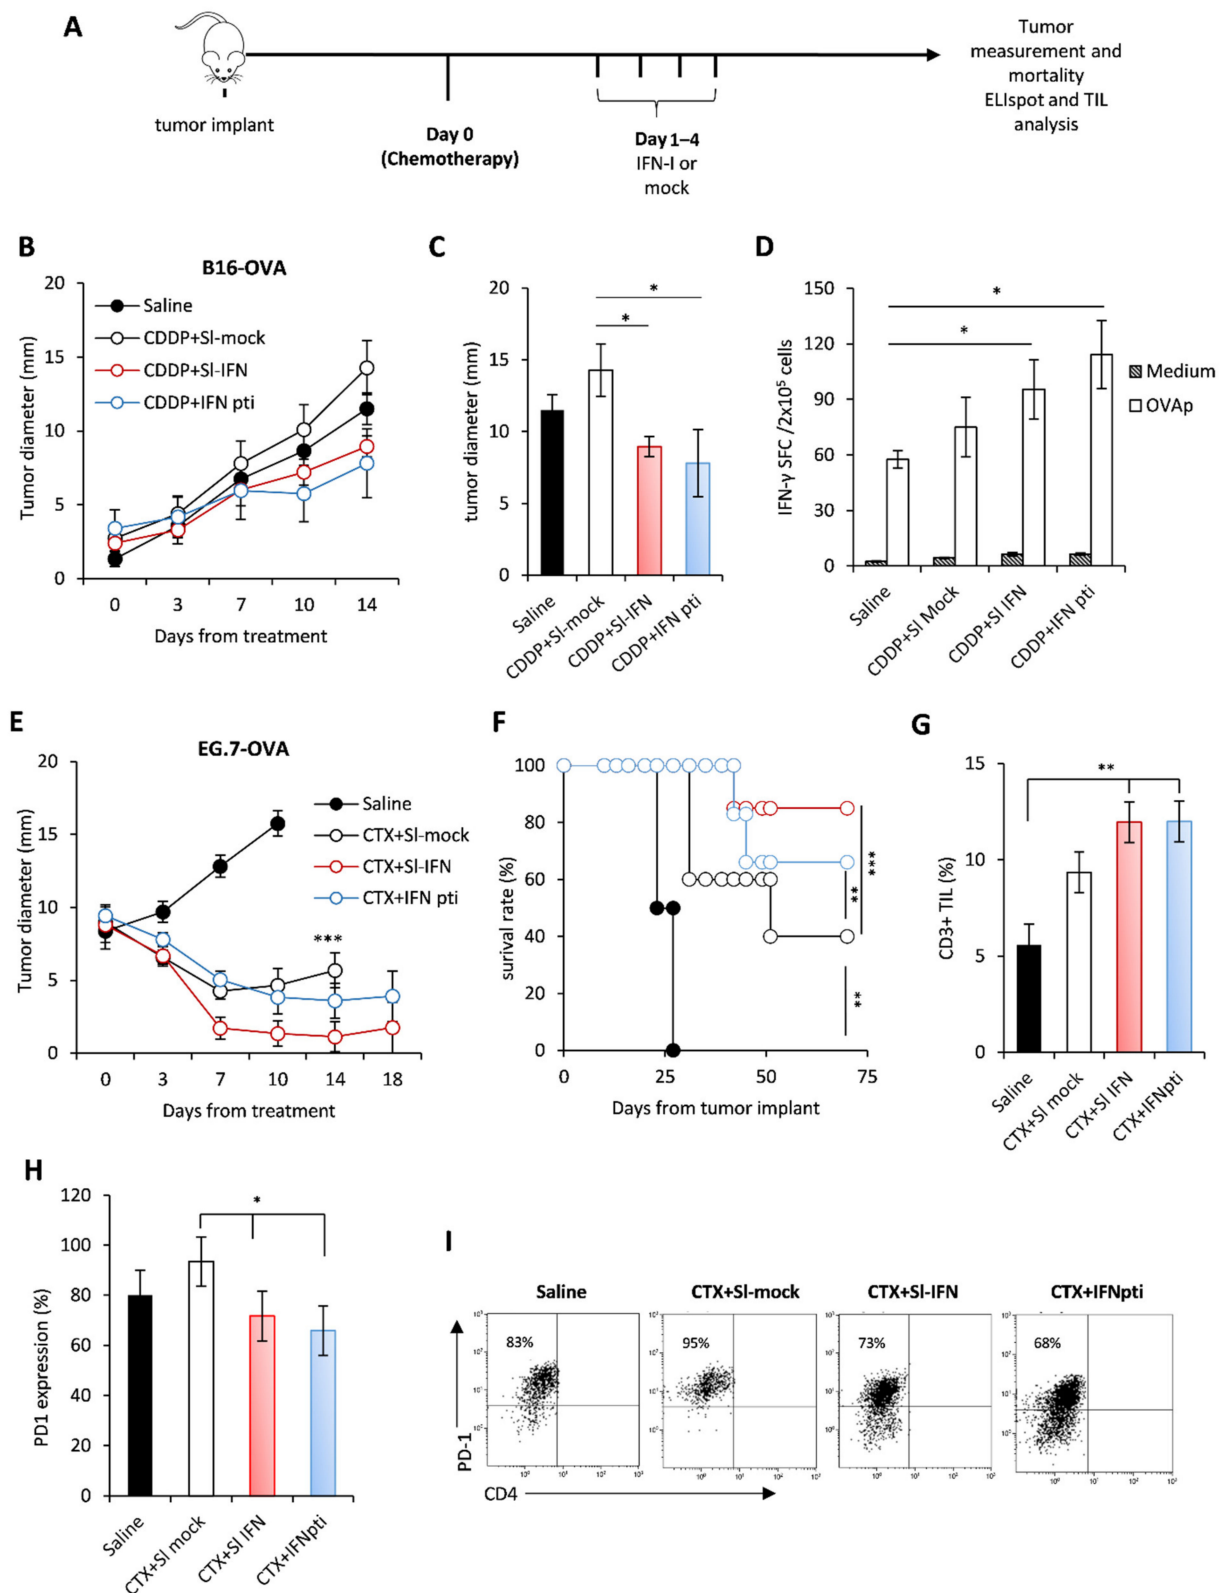 A
tumor implant
Day 0
(Chemotherapy)
Day 1–4
IFN-I or
mock
Tumor
measurement and
mortality
ELIspot and TIL
analysis
B
B16-OVA
Saline
CDDP+Sl-mock
CDDP+Sl-IFN
CDDP+IFN pti
Tumor diameter (mm)
20
15
10
5
0
0 3 7 10 14
Days from treatment
C
tumor diameter (mm)
20
15
10
5
0
*
*
Saline
CDDP+Sl-mock
CDDP+Sl-IFN
CDDP+IFN pti
D
IFN-γ SFC /2x10⁵ cells
150
120
90
60
30
0
*
*
Medium
OVAp
Saline
CDDP+Sl Mock
CDDP+Sl IFN
CDDP+IFN pti
E
EG.7-OVA
Saline
CTX+Sl-mock
CTX+Sl-IFN
CTX+IFN pti
Tumor diameter (mm)
20
15
10
5
0
***
0 3 7 10 14 18
Days from treatment
F
surival rate (%)
100
80
60
40
20
0
***
**
**
0 25 50 75
Days from tumor implant
G
CD3+ TIL (%)
15
10
5
0
**
Saline
CTX+Sl mock
CTX+Sl IFN
CTX+IFNpti
H
PD1 expression (%)
120
100
80
60
40
20
0
*
Saline
CTX+Sl mock
CTX+Sl IFN
CTX+IFNpti
I
Saline
CTX+Sl-mock
CTX+Sl-IFN
CTX+IFNpti
83%
95%
73%
68%
PD-1
CD4